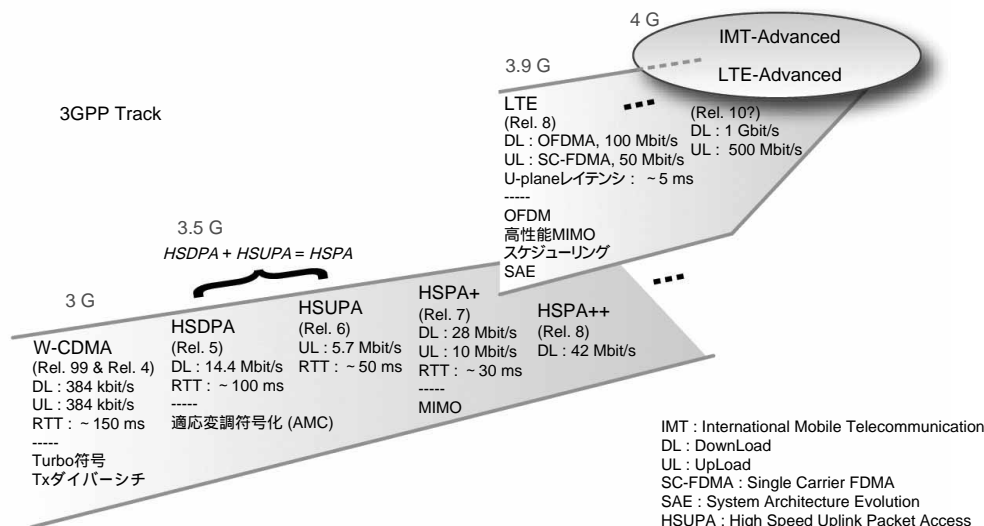 4 G
IMT-Advanced
LTE-Advanced
3.9 G
3GPP Track
LTE
(Rel. 8)
DL : OFDMA, 100 Mbit/s
UL : SC-FDMA, 50 Mbit/s
U-planeレイテンシ : ~ 5 ms
-----
OFDM
高性能MIMO
スケジューリング
SAE
(Rel. 10?)
DL : 1 Gbit/s
UL : 500 Mbit/s
3.5 G
HSDPA + HSUPA = HSPA
3 G
W-CDMA
(Rel. 99 & Rel. 4)
DL : 384 kbit/s
UL : 384 kbit/s
RTT : ~ 150 ms
-----
Turbo符号
Txダイバーシチ
HSDPA
(Rel. 5)
DL : 14.4 Mbit/s
RTT : ~ 100 ms
-----
適応変調符号化 (AMC)
HSUPA
(Rel. 6)
UL : 5.7 Mbit/s
RTT : ~ 50 ms
HSPA+
(Rel. 7)
DL : 28 Mbit/s
UL : 10 Mbit/s
RTT : ~ 30 ms
-----
MIMO
HSPA++
(Rel. 8)
DL : 42 Mbit/s
IMT : International Mobile Telecommunication
DL : DownLoad
UL : UpLoad
SC-FDMA : Single Carrier FDMA
SAE : System Architecture Evolution
HSUPA : High Speed Uplink Packet Access